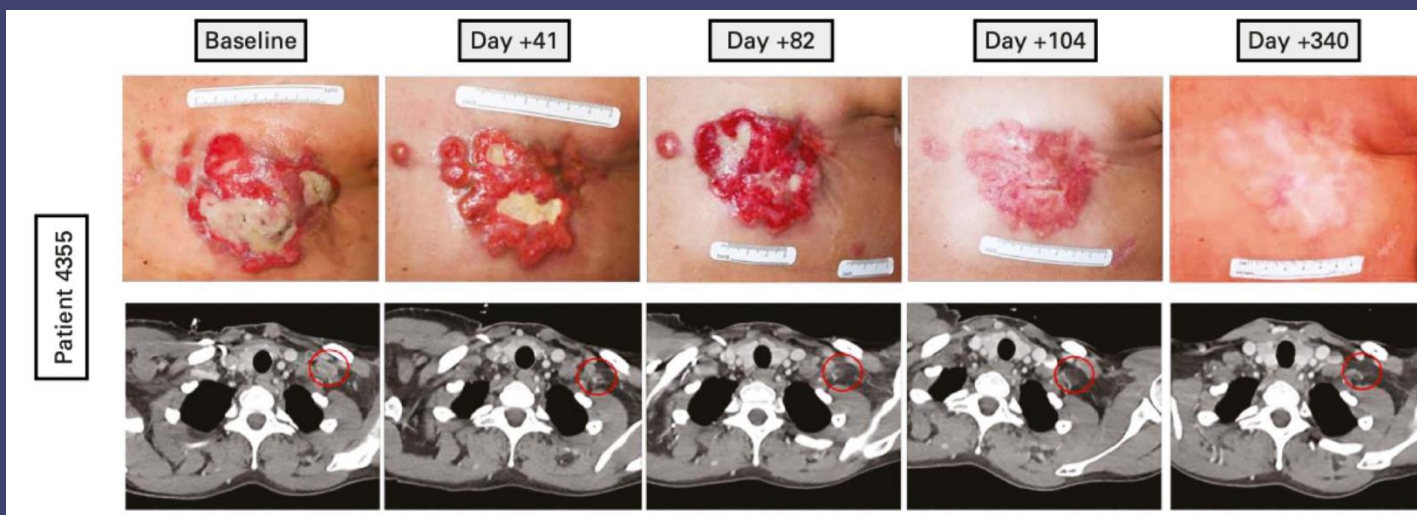 Baseline
Day +41
Day +82
Day +104
Day +340
Patient 4355